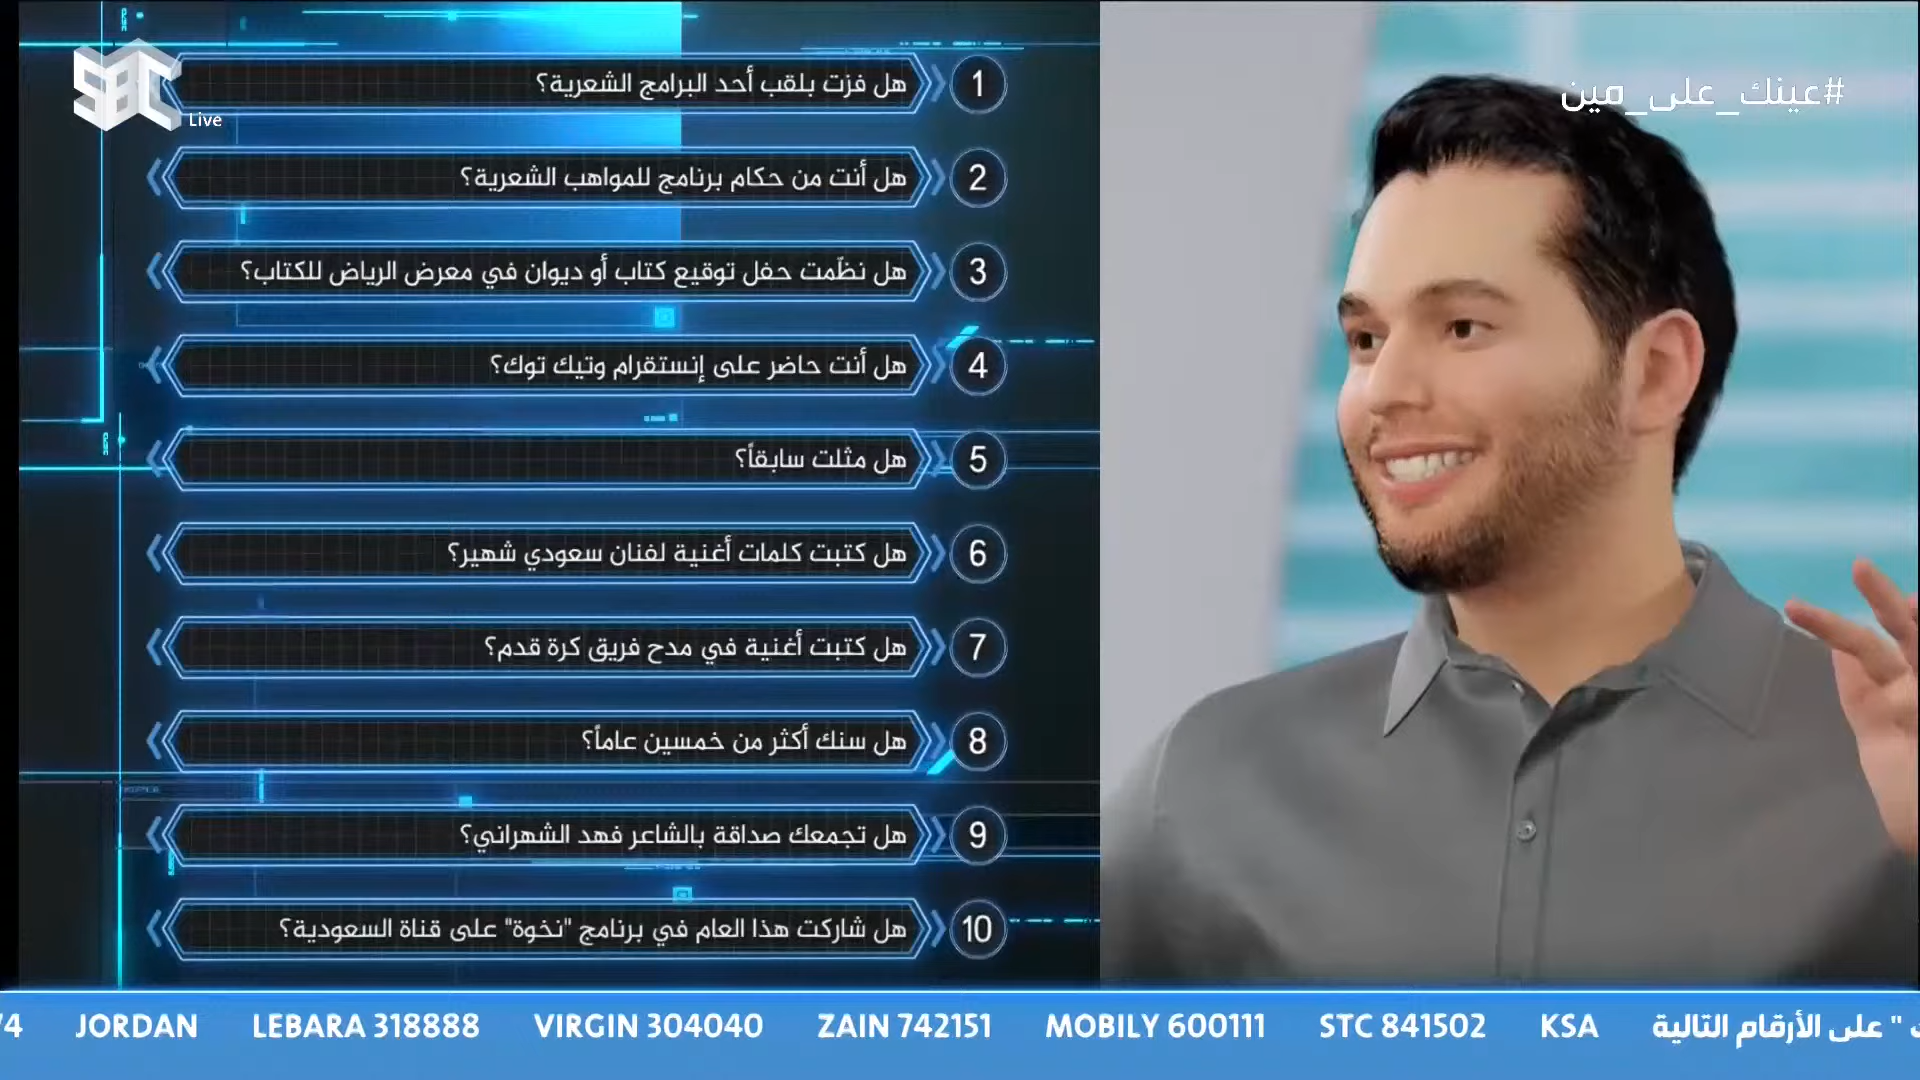 SBC
Live
#عينك_على_مين
1 هل فزت بلقب أحد البرامج الشعرية؟
2 هل أنت من حكام برنامج للمواهب الشعرية؟
3 هل نظّمت حفل توقيع كتاب أو ديوان في معرض الرياض للكتاب؟
4 هل أنت حاضر على إنستقرام وتيك توك؟
5 هل مثلت سابقاً؟
6 هل كتبت كلمات أغنية لفنان سعودي شهير؟
7 هل كتبت أغنية في مدح فريق كرة قدم؟
8 هل سنك أكثر من خمسين عاماً؟
9 هل تجمعك صداقة بالشاعر فهد الشهراني؟
10 هل شاركت هذا العام في برنامج "نخوة" على قناة السعودية؟
" على الأرقام التالية KSA STC 841502 MOBILY 600111 ZAIN 742151 VIRGIN 304040 LEBARA 318888 JORDAN